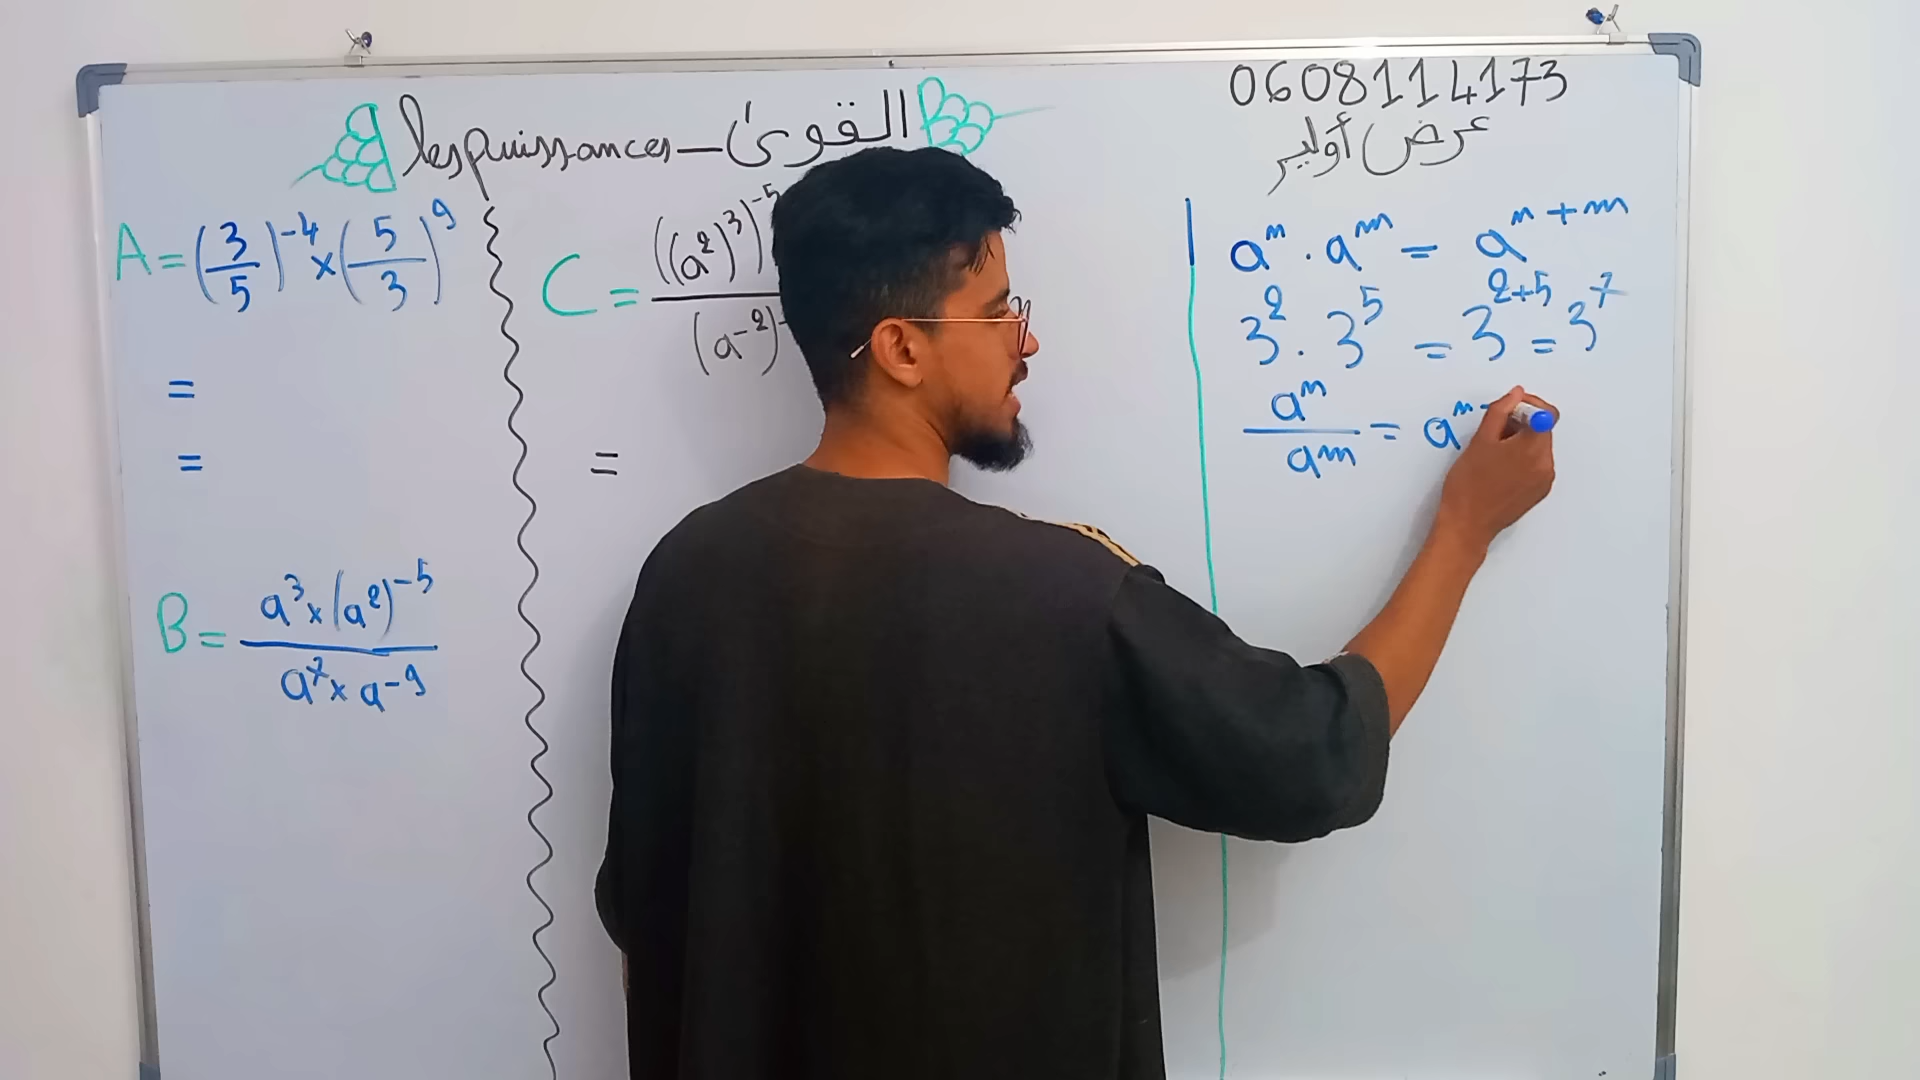 les puissances – القوى
0608114173
عرض أولير
A = (3/5)^-4 × (5/3)^9
=
=
B = a^3 × (a^2)^-5 / a^7 × a^-9
C = ((a^2)^3)^-5 / (a^-2)
=
a^n . a^m = a^n+m
3^2 . 3^5 = 3^2+5 = 3^7
a^n / a^m = a^n-